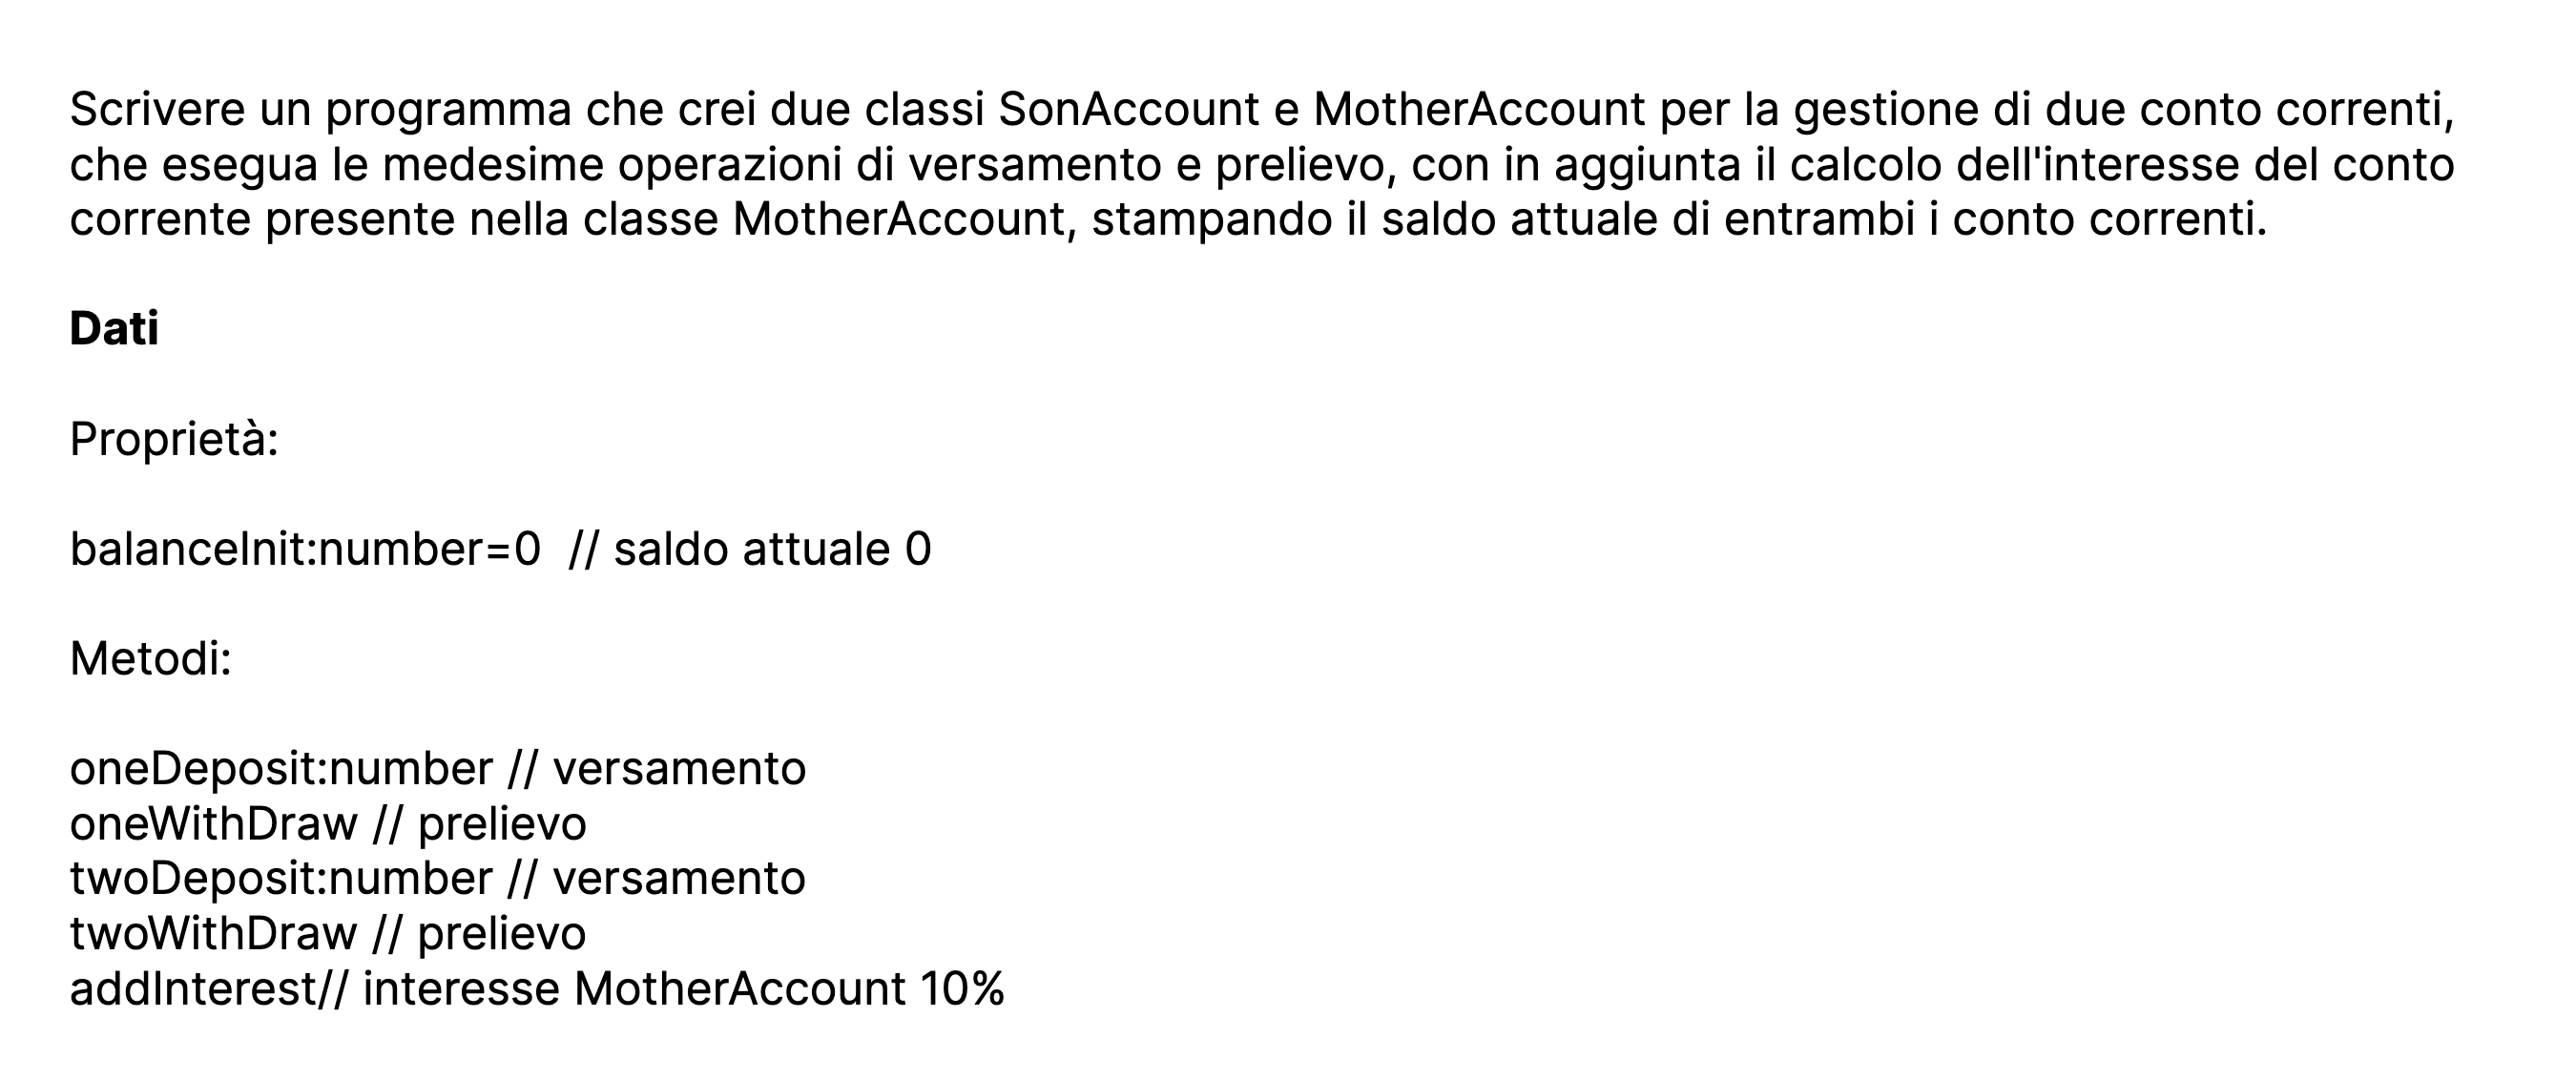 Scrivere un programma che crei due classi SonAccount e MotherAccount per la gestione di due conto correnti,
che esegua le medesime operazioni di versamento e prelievo, con in aggiunta il calcolo dell'interesse del conto
corrente presente nella classe MotherAccount, stampando il saldo attuale di entrambi i conto correnti.
Dati
Proprietà:
balanceInit:number=0  // saldo attuale 0
Metodi:
oneDeposit:number // versamento
oneWithDraw // prelievo
twoDeposit:number // versamento
twoWithDraw // prelievo
addInterest// interesse MotherAccount 10%